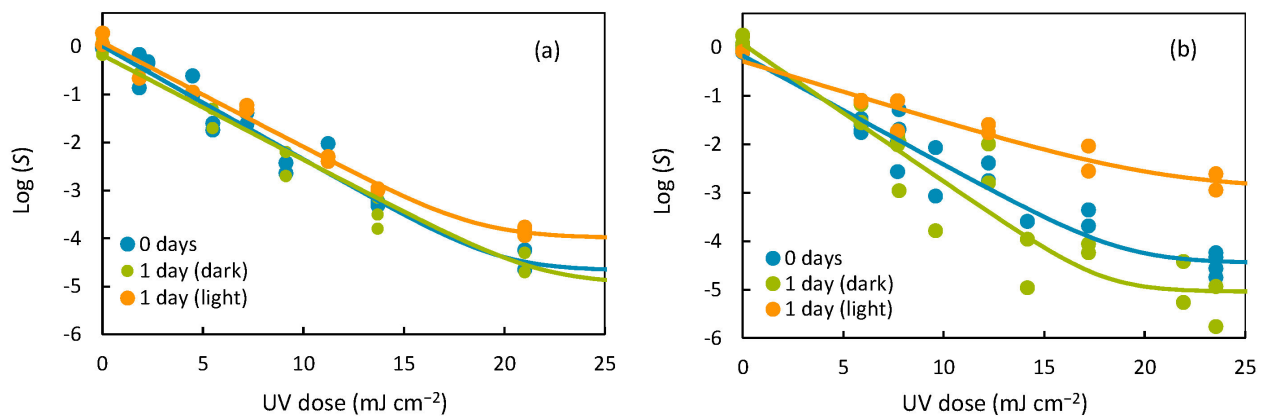 (a)
0
-1
-2
-3
-4
-5
-6
Log (S)
0 days
1 day (dark)
1 day (light)
0 5 10 15 20 25
UV dose (mJ cm⁻²)
(b)
0
-1
-2
-3
-4
-5
-6
Log (S)
0 days
1 day (dark)
1 day (light)
0 5 10 15 20 25
UV dose (mJ cm⁻²)